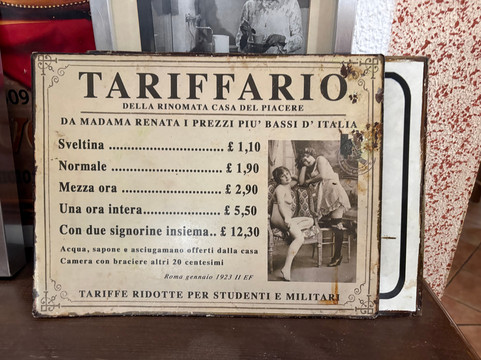 TARIFFARIO
DELLA RINOMATA CASA DEL PIACERE
DA MADAMA RENATA I PREZZI PIU' BASSI D' ITALIA
Sveltina ............................ £ 1,10
Normale ............................ £ 1,90
Mezza ora .......................... £ 2,90
Una ora intera................... £ 5,50
Con due signorine insiema.. £ 12,30
Acqua, sapone e asciugamano offerti dalla casa
Camera con braciere altri 20 centesimi
Roma gennaio 1923 II EF
TARIFFE RIDOTTE PER STUDENTI E MILITARI